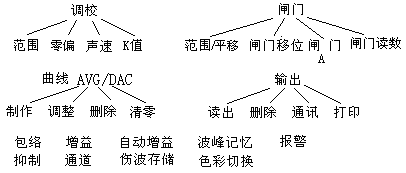 调校
闸门
范围 零偏 声速 K值
范围/平移 闸门移位 闸 门 闸门读数
A
曲线 AVG/DAC
输出
制作 调整 删除 清零
读出 删除 通讯 打印
包络 增益 自动增益 波峰记忆 报警
抑制 通道 伤波存储 色彩切换